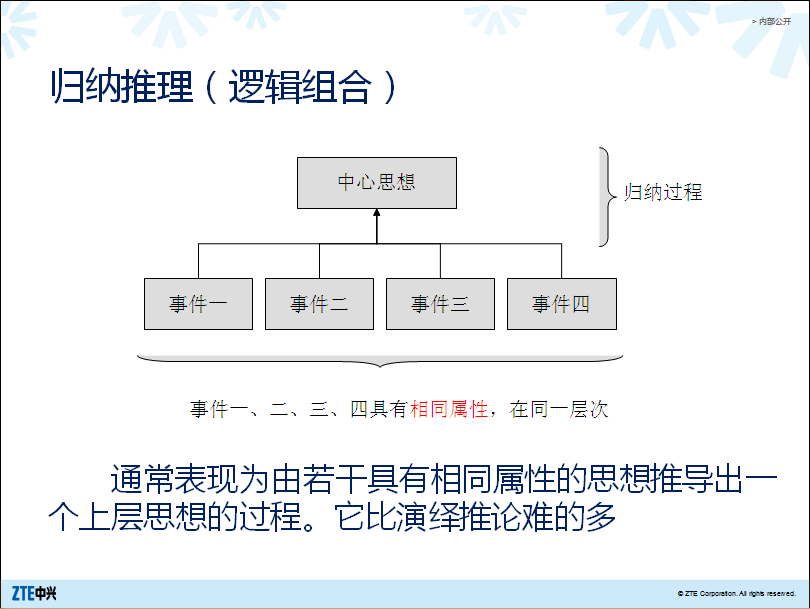 > 内部公开
归纳推理（逻辑组合）
中心思想
归纳过程
事件一
事件二
事件三
事件四
事件一、二、三、四具有相同属性，在同一层次
通常表现为由若干具有相同属性的思想推导出一
个上层思想的过程。它比演绎推论难的多
ZTE中兴
© ZTE Corporation. All rights reserved.